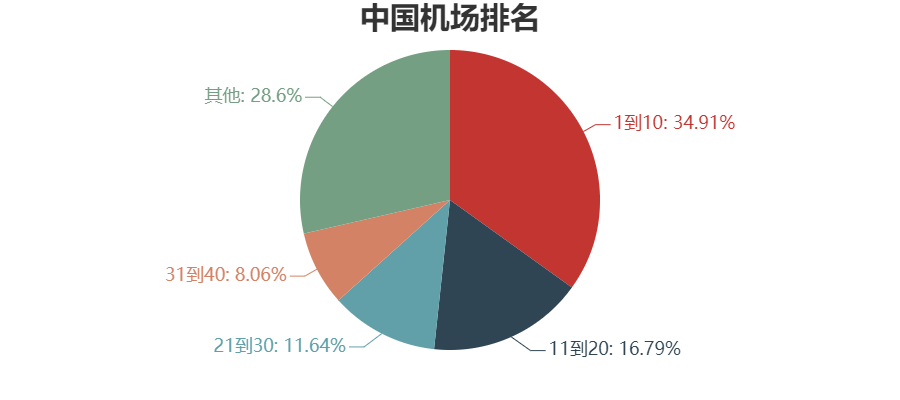 中国机场排名
其他: 28.6%
1到10: 34.91%
31到40: 8.06%
21到30: 11.64%
11到20: 16.79%